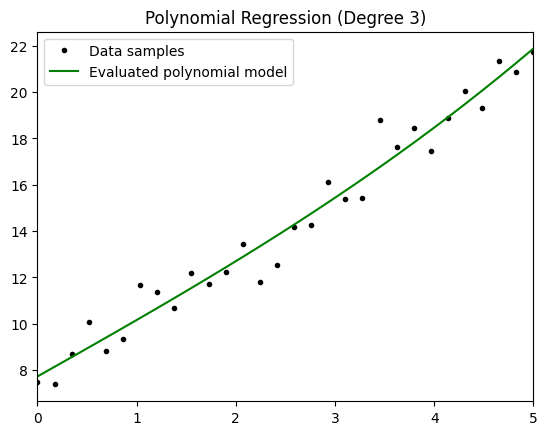 Polynomial Regression (Degree 3)
Data samples
Evaluated polynomial model
22
20
18
16
14
12
10
8
0 1 2 3 4 5